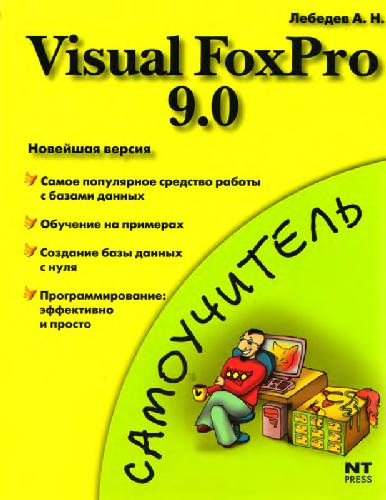 Лебедев А. Н.
Visual FoxPro
9.0
Новейшая версия
Самое популярное средство работы
с базами данных
Обучение на примерах
Создание базы данных
с нуля
Программирование:
эффективно
и просто
САМОУЧИТЕЛЬ
NT
PRESS